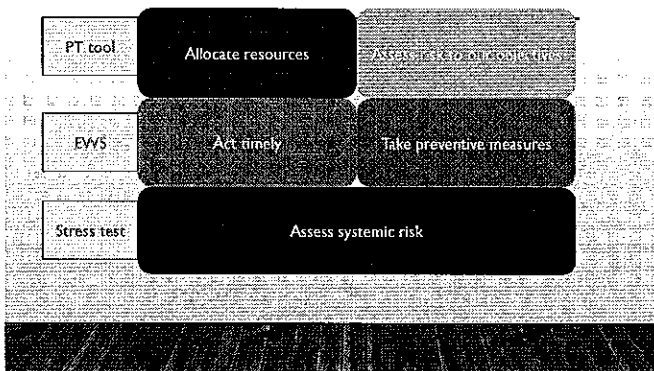 PT tool
Allocate resources
Assess risk to our objectives
EWS
Act timely
Take preventive measures
Stress test
Assess systemic risk